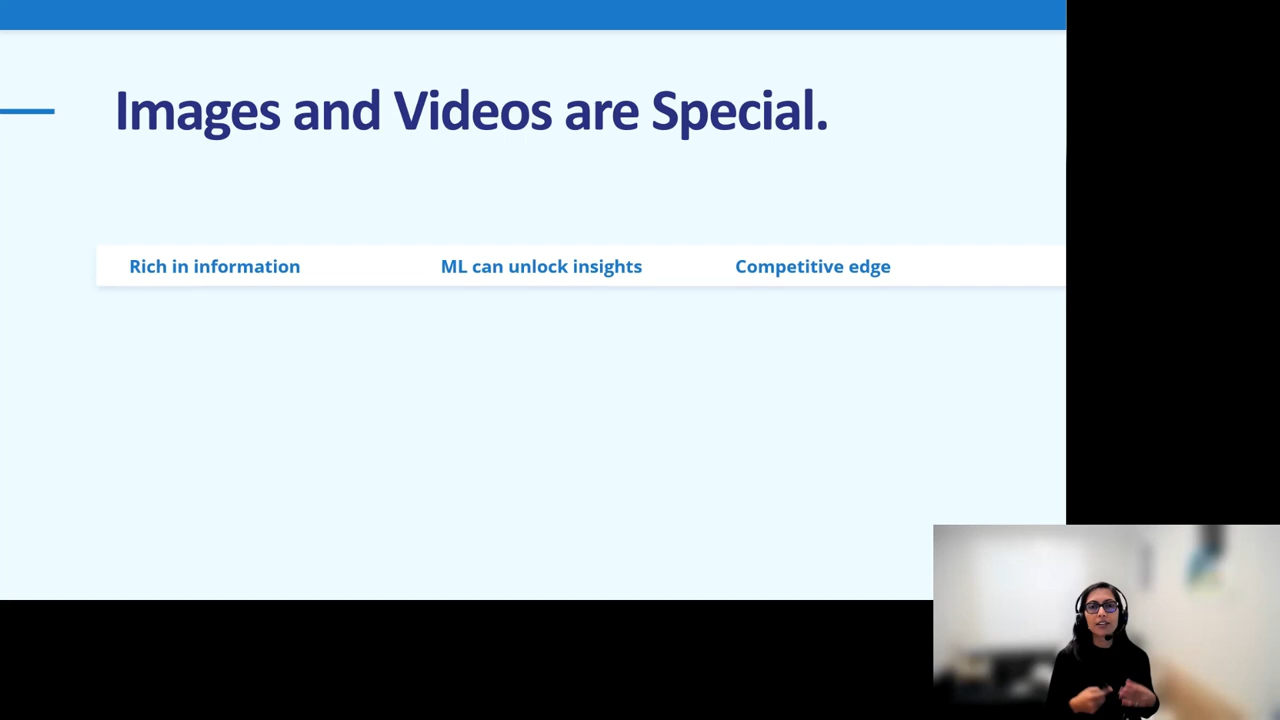 Images and Videos are Special.
Rich in information ML can unlock insights Competitive edge